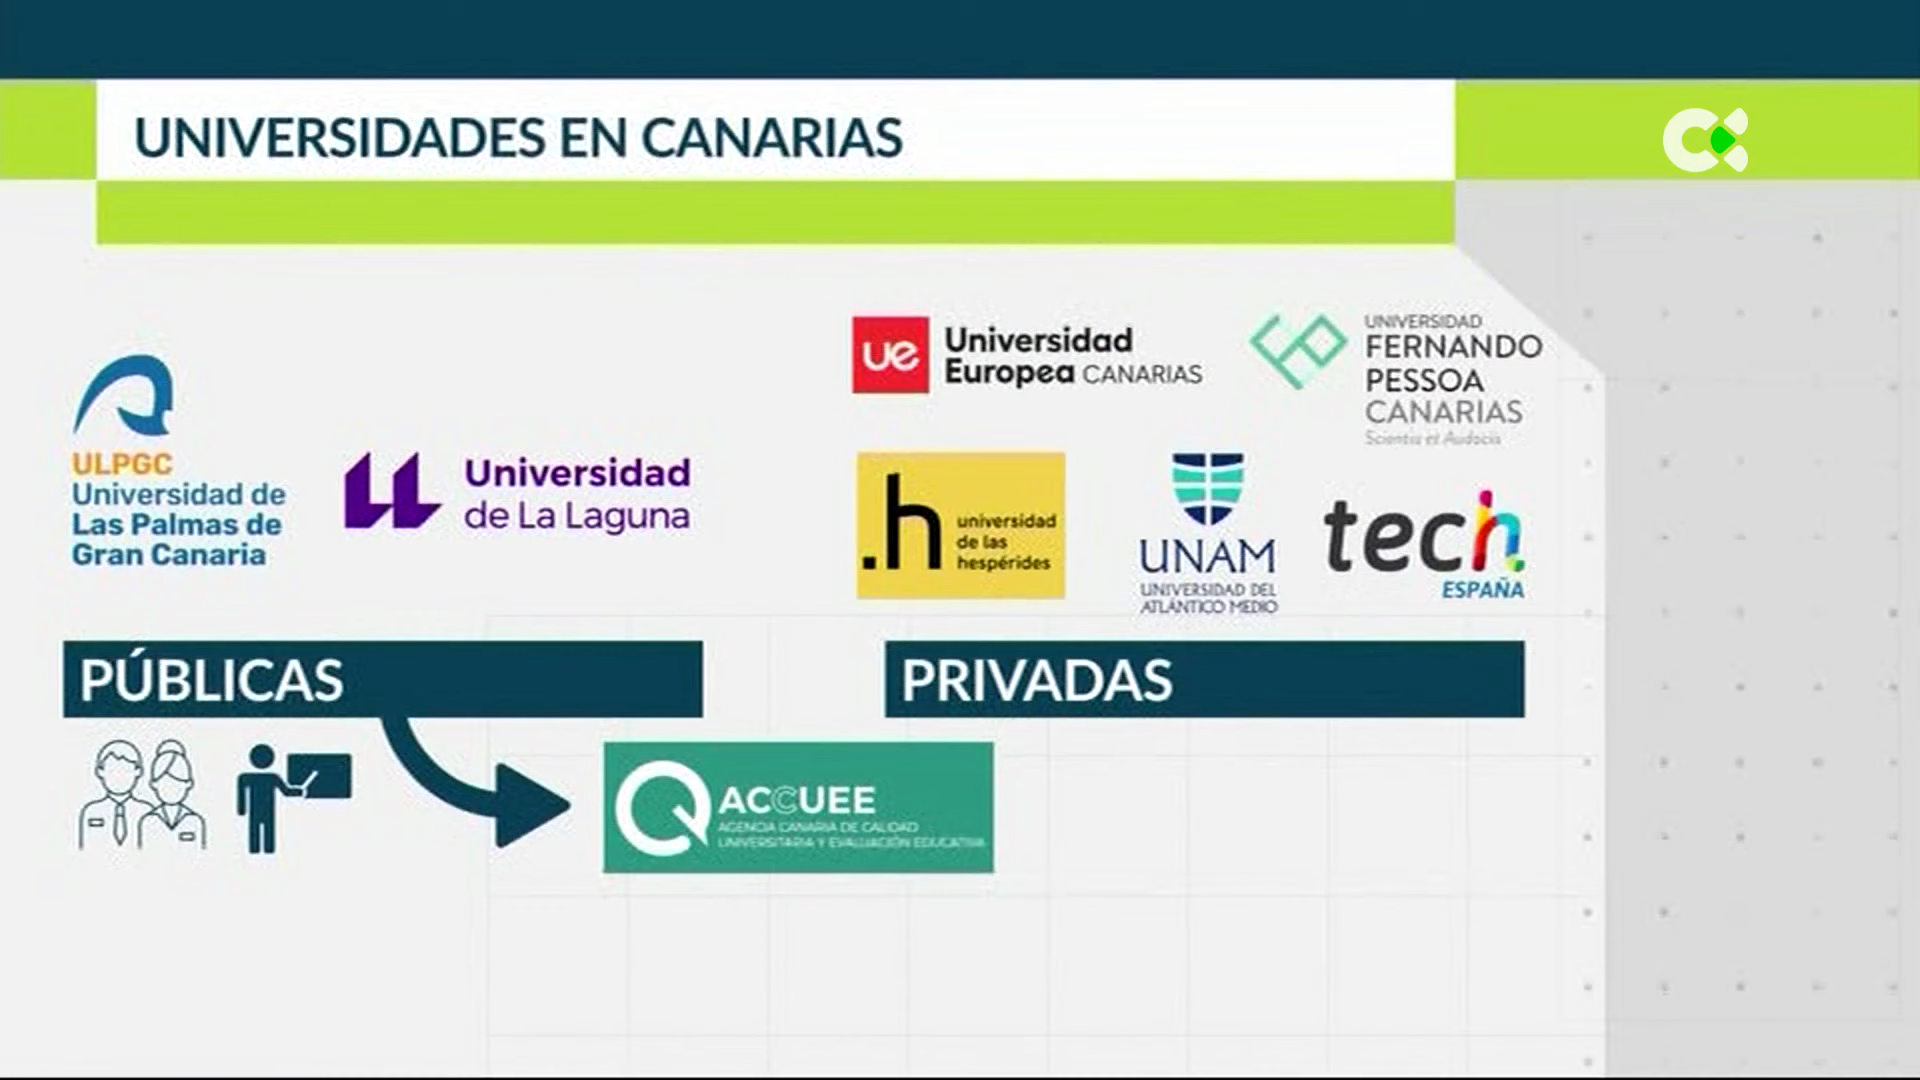 UNIVERSIDADES EN CANARIAS
ULPGC
Universidad de
Las Palmas de
Gran Canaria
Universidad
de La Laguna
ue
Universidad
Europea CANARIAS
UNIVERSIDAD
FERNANDO
PESSOA
CANARIAS
Scientia et Audacia
.h
universidad
de las
hespérides
UNAM
UNIVERSIDAD DEL
ATLÁNTICO MEDIO
tech
ESPAÑA
PÚBLICAS
PRIVADAS
ACCUEE
AGENCIA CANARIA DE CALIDAD
UNIVERSITARIA Y EVALUACIÓN EDUCATIVA